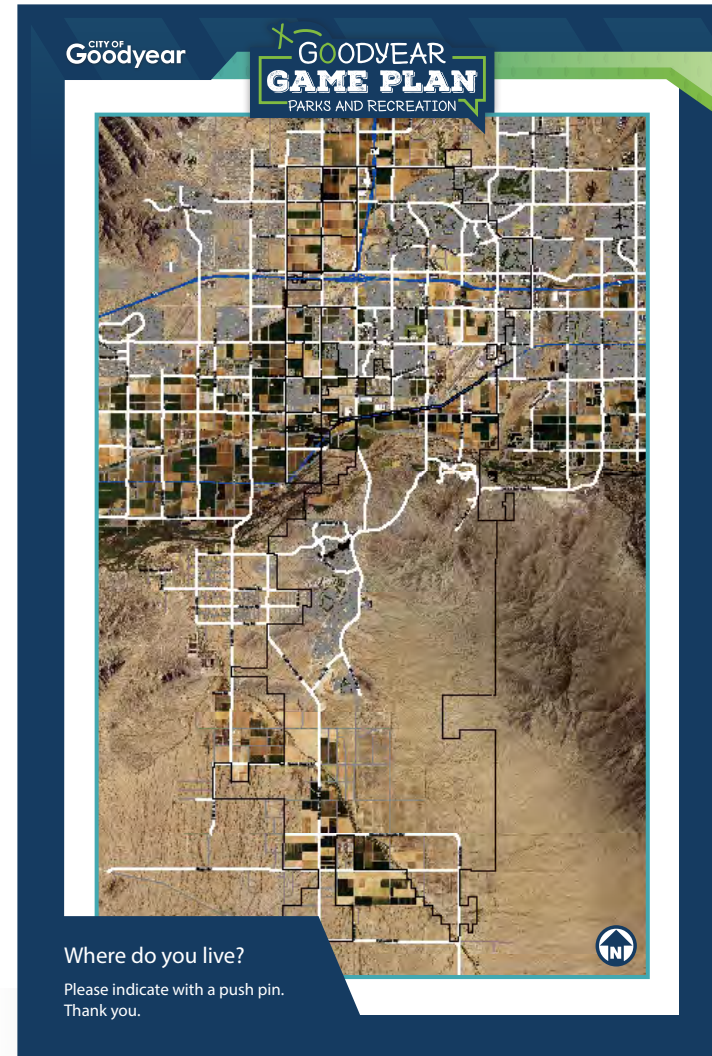 CITY OF
Goodyear
GOODYEAR
GAME PLAN
PARKS AND RECREATION
N
Where do you live?
Please indicate with a push pin.
Thank you.